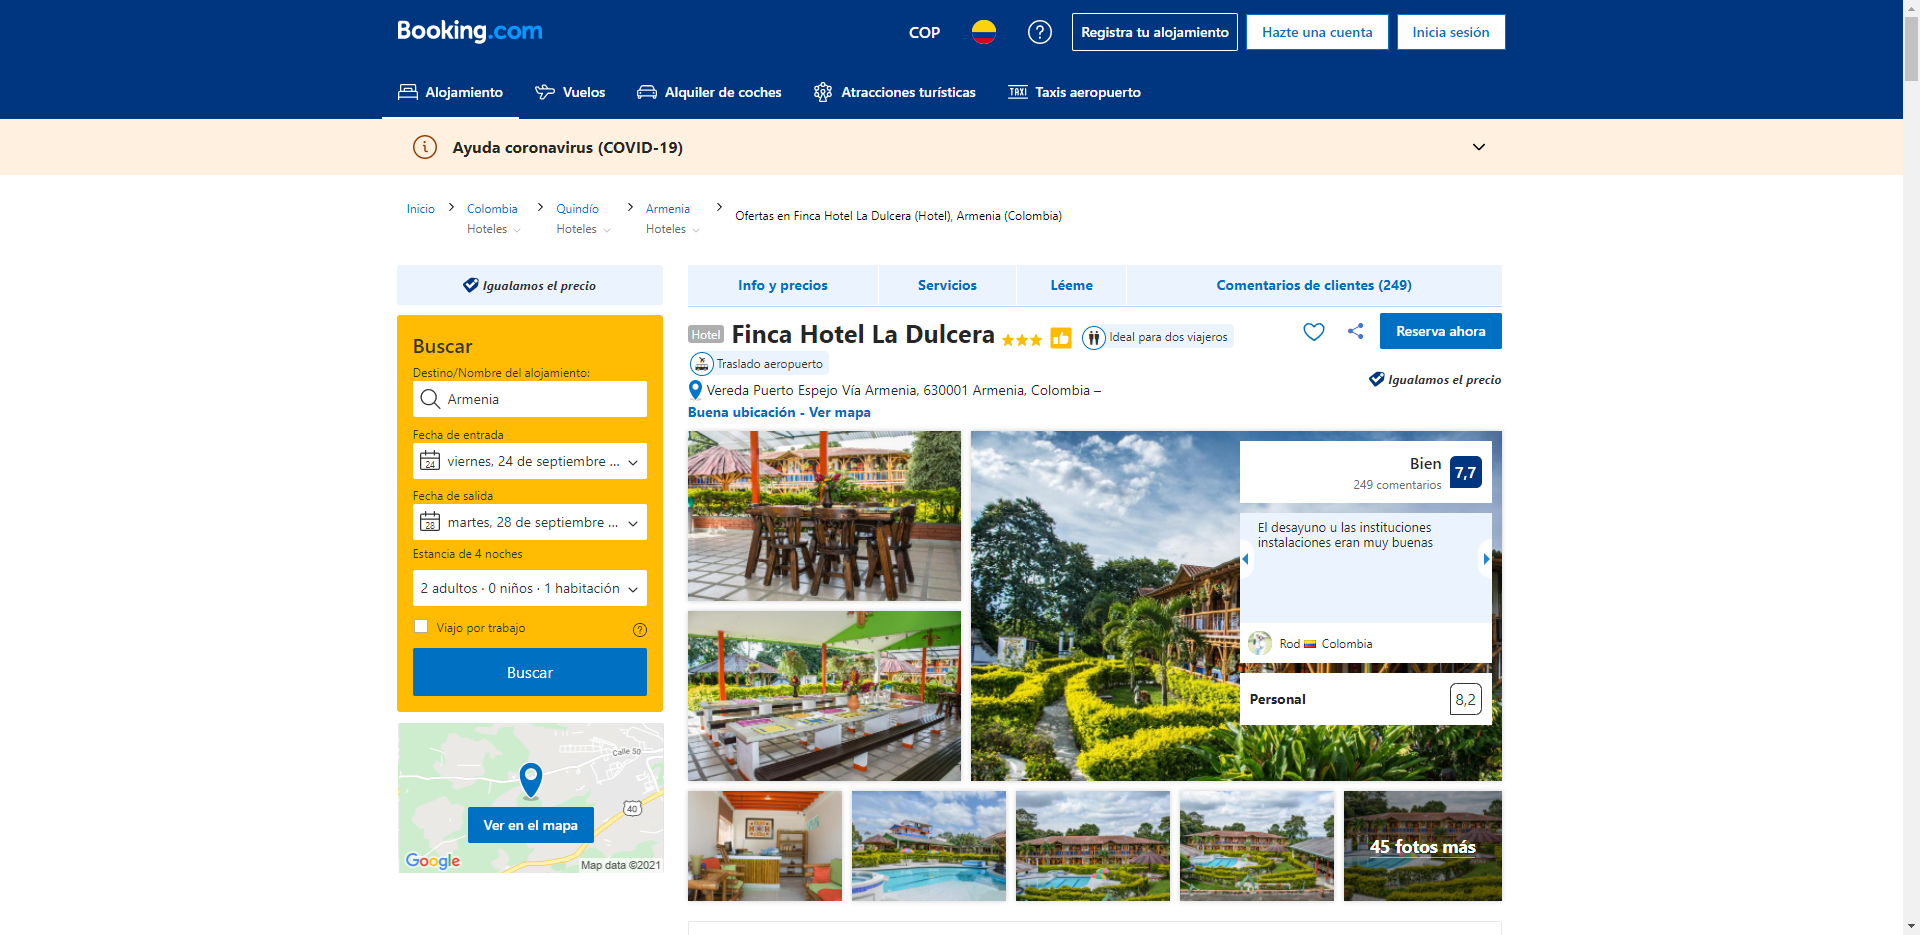 Booking.com
COP
Registra tu alojamiento
Hazte una cuenta
Inicia sesión
Alojamiento
Vuelos
Alquiler de coches
Atracciones turísticas
TAXI Taxis aeropuerto
Ayuda coronavirus (COVID-19)
Inicio
Colombia
Hoteles
Quindío
Hoteles
Armenia
Hoteles
Ofertas en Finca Hotel La Dulcera (Hotel), Armenia (Colombia)
Igualamos el precio
Buscar
Destino/Nombre del alojamiento:
Armenia
Fecha de entrada
24 viernes, 24 de septiembre ...
Fecha de salida
28 martes, 28 de septiembre ...
Estancia de 4 noches
2 adultos · 0 niños · 1 habitación
Viajo por trabajo
Buscar
Calle 50
40
Ver en el mapa
Google
Map data ©2021
Info y precios
Servicios
Léeme
Comentarios de clientes (249)
Hotel Finca Hotel La Dulcera
Ideal para dos viajeros
Reserva ahora
Traslado aeropuerto
Igualamos el precio
Vereda Puerto Espejo Vía Armenia, 630001 Armenia, Colombia –
Buena ubicación - Ver mapa
Bien
249 comentarios
7,7
El desayuno u las instituciones
instalaciones eran muy buenas
Rod Colombia
Personal
8,2
45 fotos más